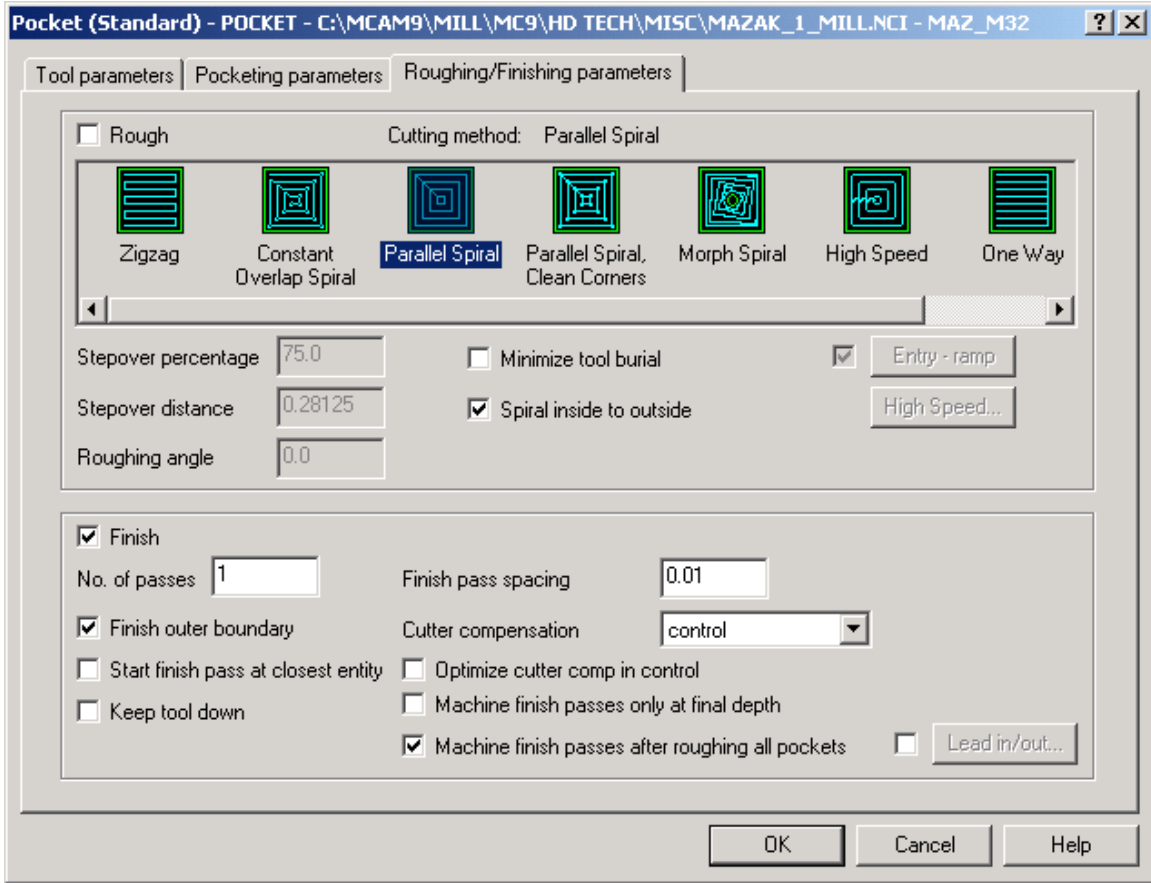 Pocket (Standard) - POCKET - C:\MCAM9\MILL\MC9\HD TECH\MISC\MAZAK_1_MILL.NCI - MAZ_M32
Tool parameters Pocketing parameters Roughing/Finishing parameters
Rough Cutting method: Parallel Spiral
Zigzag Constant Overlap Spiral Parallel Spiral Parallel Spiral, Clean Corners Morph Spiral High Speed One Way
Stepover percentage 75.0 Minimize tool burial Entry - ramp
Stepover distance 0.28125 Spiral inside to outside High Speed...
Roughing angle 0.0
Finish
No. of passes 1 Finish pass spacing 0.01
Finish outer boundary Cutter compensation control
Start finish pass at closest entity Optimize cutter comp in control
Keep tool down Machine finish passes only at final depth
Machine finish passes after roughing all pockets Lead in/out...
OK Cancel Help